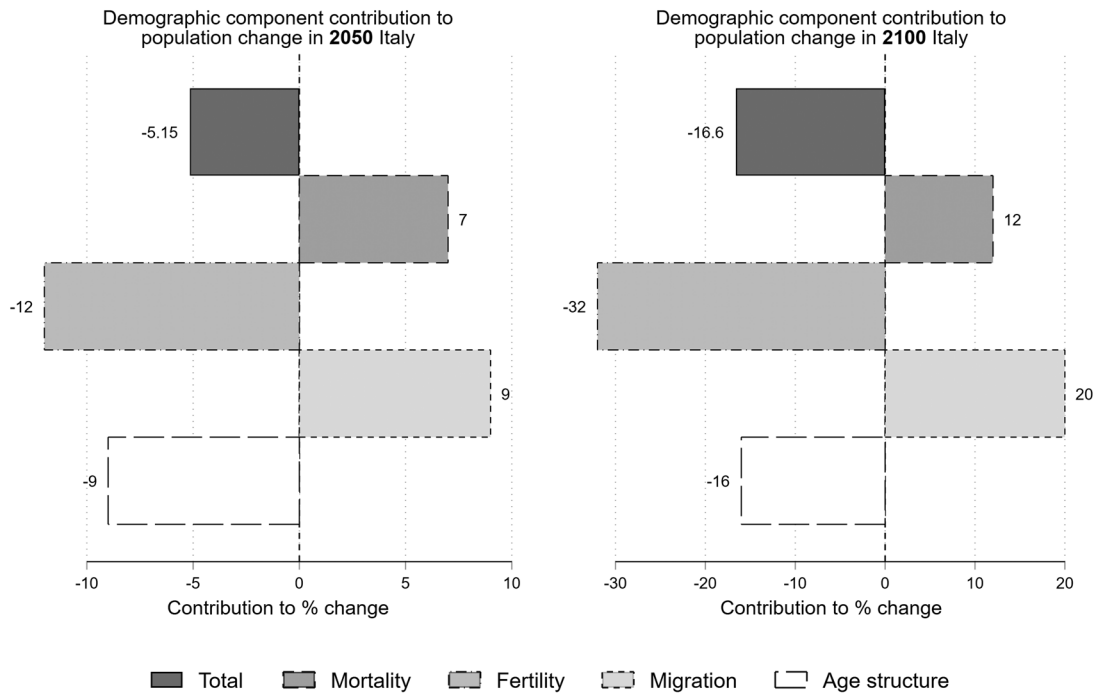 Demographic component contribution to
population change in 2050 Italy
-5.15
7
-12
9
-9
-10
-5
0
5
10
Contribution to % change
Demographic component contribution to
population change in 2100 Italy
-16.6
12
-32
20
-16
-30
-20
-10
0
10
20
Contribution to % change
Total
Mortality
Fertility
Migration
Age structure